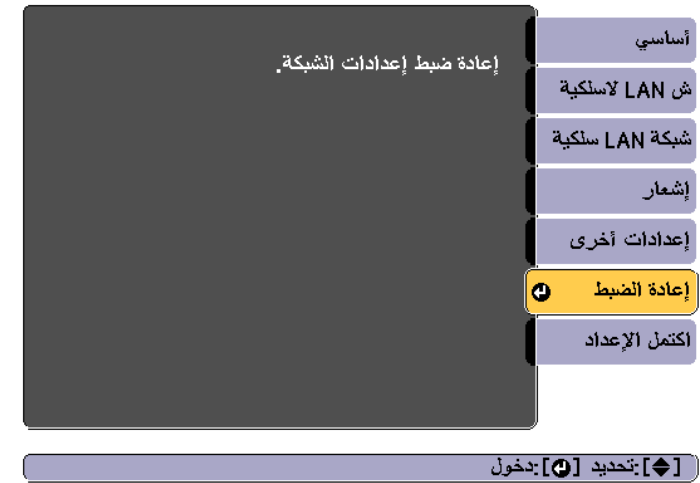 أساسي
ش LAN لاسلكية
شبكة LAN سلكية
إشعار
إعدادات أخرى
إعادة الضبط
اكتمل الإعداد
إعادة ضبط إعدادات الشبكة.
[◆]:تحديد [↵]:دخول